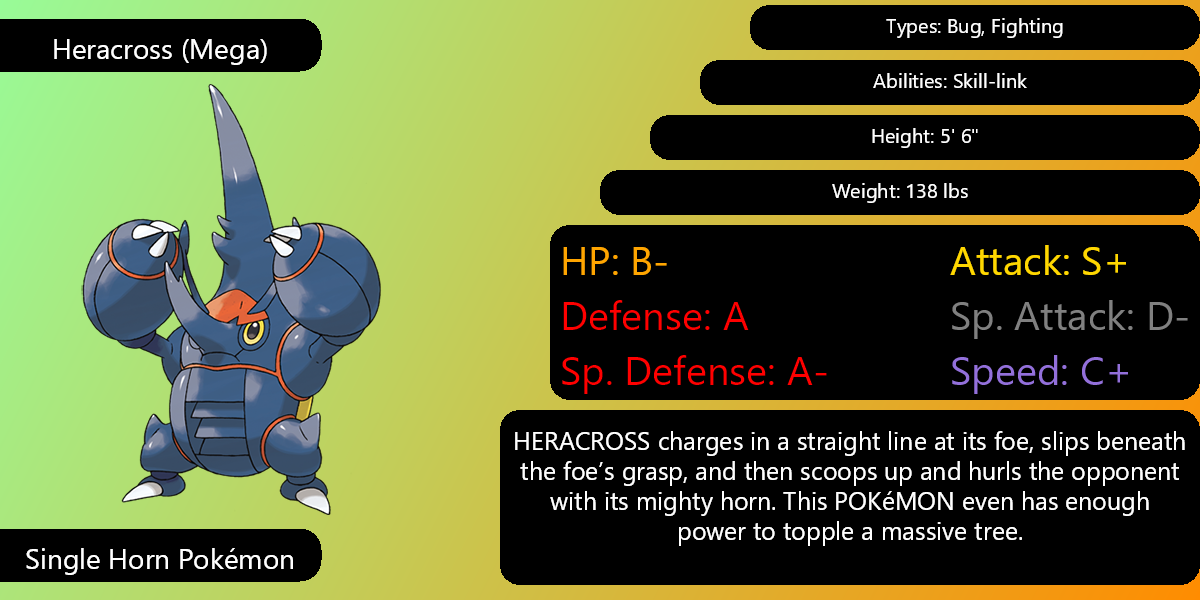 Heracross (Mega)
Types: Bug, Fighting
Abilities: Skill-link
Height: 5' 6"
Weight: 138 lbs
HP: B-
Attack: S+
Defense: A
Sp. Attack: D-
Sp. Defense: A-
Speed: C+
HERACROSS charges in a straight line at its foe, slips beneath
the foe’s grasp, and then scoops up and hurls the opponent
with its mighty horn. This POKéMON even has enough
power to topple a massive tree.
Single Horn Pokémon